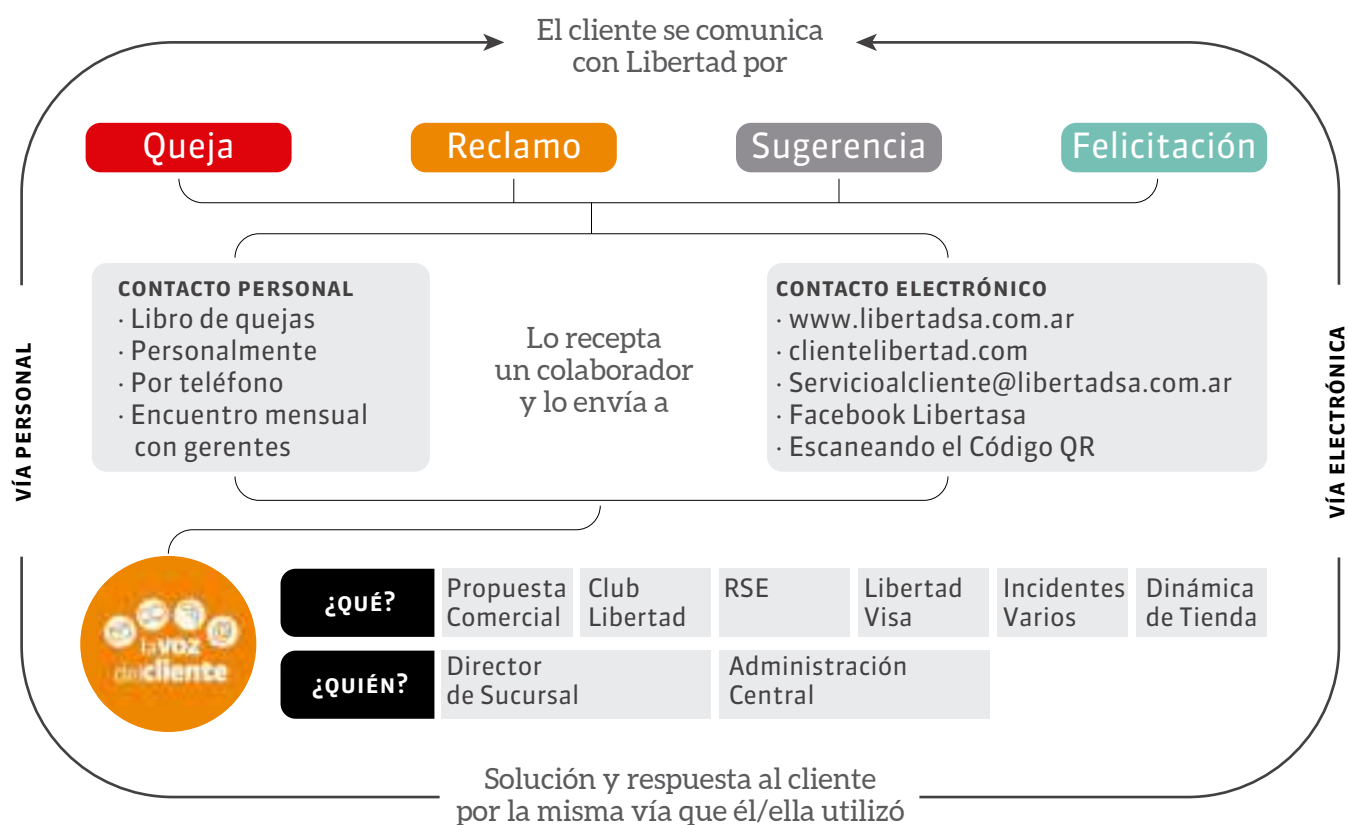 El cliente se comunica
con Libertad por
Queja
Reclamo
Sugerencia
Felicitación
VÍA PERSONAL
CONTACTO PERSONAL
· Libro de quejas
· Personalmente
· Por teléfono
· Encuentro mensual
con gerentes
Lo recepta
un colaborador
y lo envía a
CONTACTO ELECTRÓNICO
· www.libertadsa.com.ar
· clientelibertad.com
· Servicioalcliente@libertadsa.com.ar
· Facebook Libertasa
· Escaneando el Código QR
VÍA ELECTRÓNICA
la voz
del cliente
¿QUÉ?
Propuesta
Comercial
Club
Libertad
RSE
Libertad
Visa
Incidentes
Varios
Dinámica
de Tienda
¿QUIÉN?
Director
de Sucursal
Administración
Central
Solución y respuesta al cliente
por la misma vía que él/ella utilizó